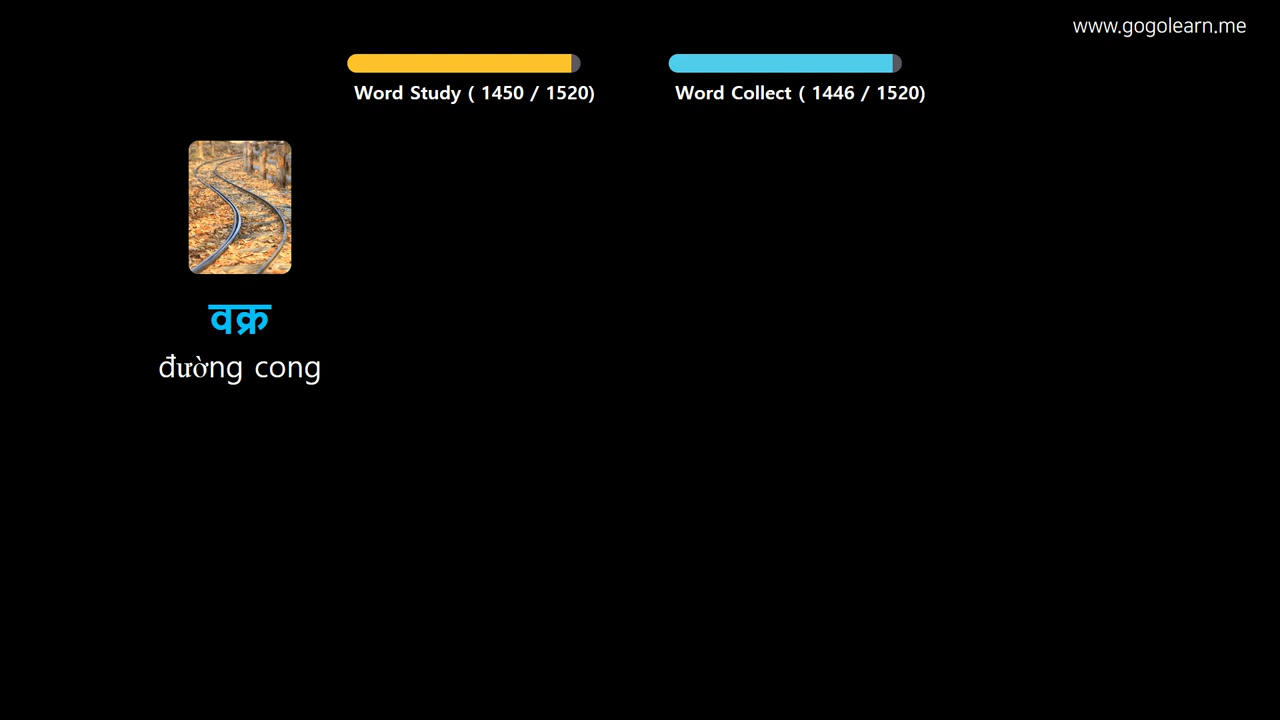 www.gogolearn.me
Word Study ( 1450 / 1520)
Word Collect ( 1446 / 1520)
वक्र
đường cong